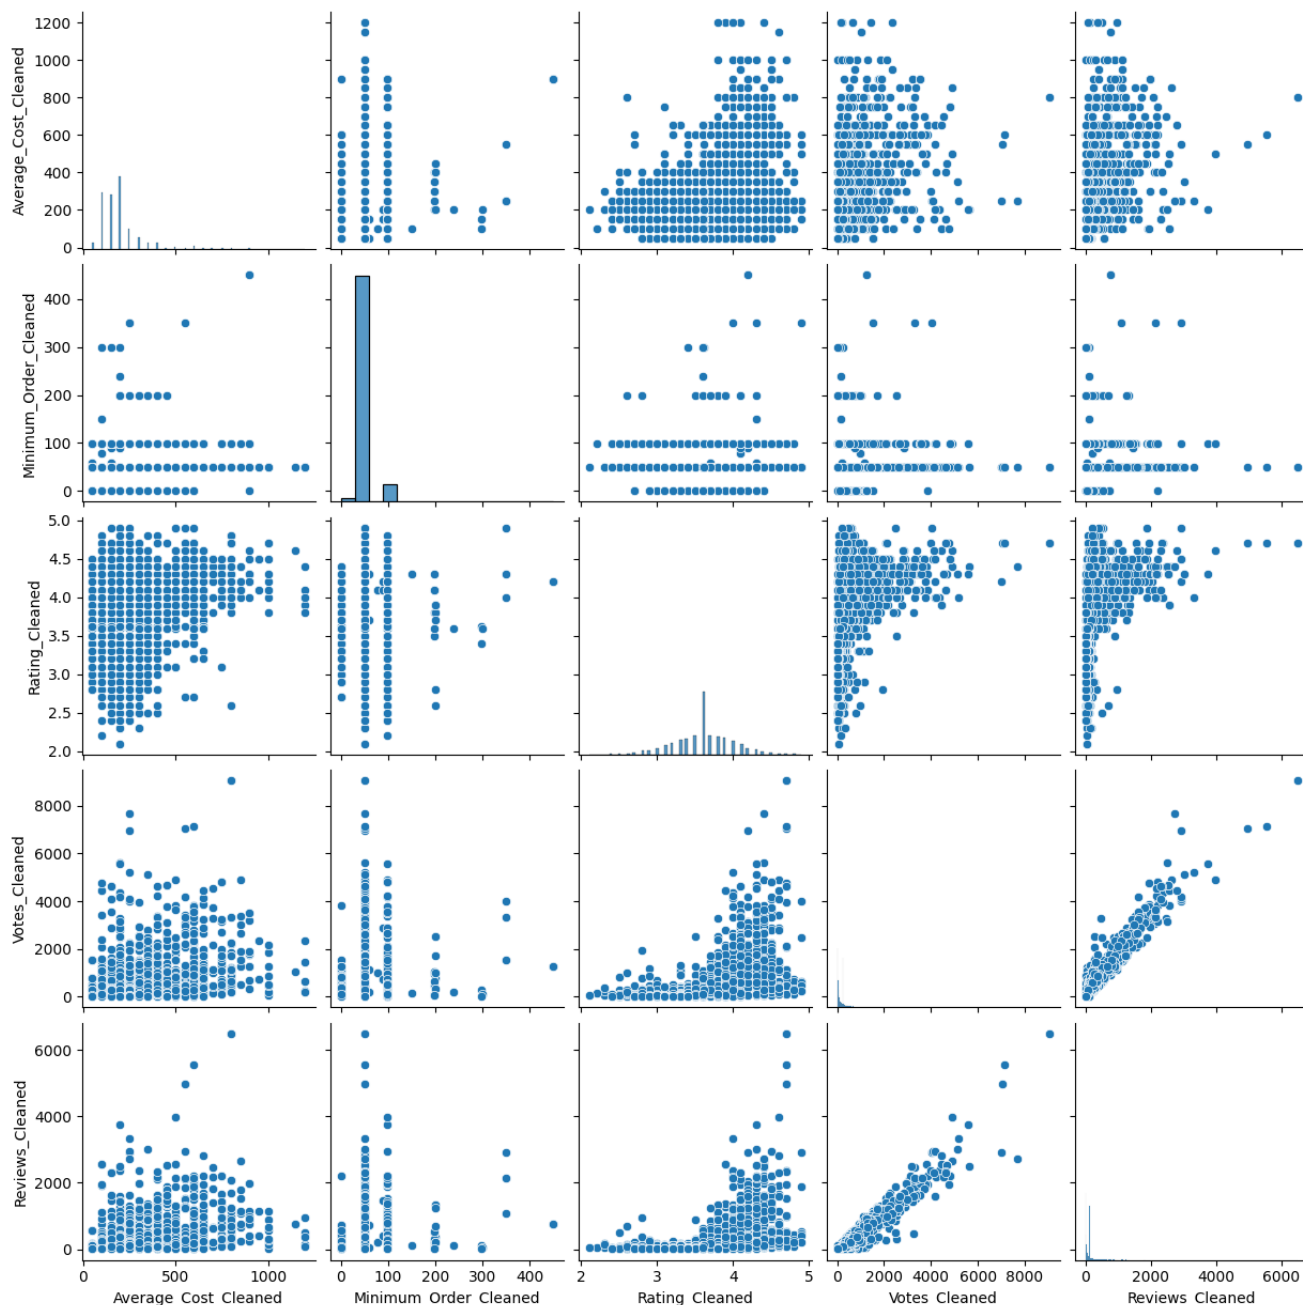 1200
1000
800
600
400
200
0
Average_Cost_Cleaned
400
300
200
100
0
Minimum_Order_Cleaned
5.0
4.5
4.0
3.5
3.0
2.5
2.0
Rating_Cleaned
8000
6000
4000
2000
0
Votes_Cleaned
6000
4000
2000
0
Reviews_Cleaned
0 500 1000
0 100 200 300 400
2 3 4 5
0 2000 4000 6000 8000
0 2000 4000 6000
Average_Cost_Cleaned
Minimum_Order_Cleaned
Rating_Cleaned
Votes_Cleaned
Reviews_Cleaned